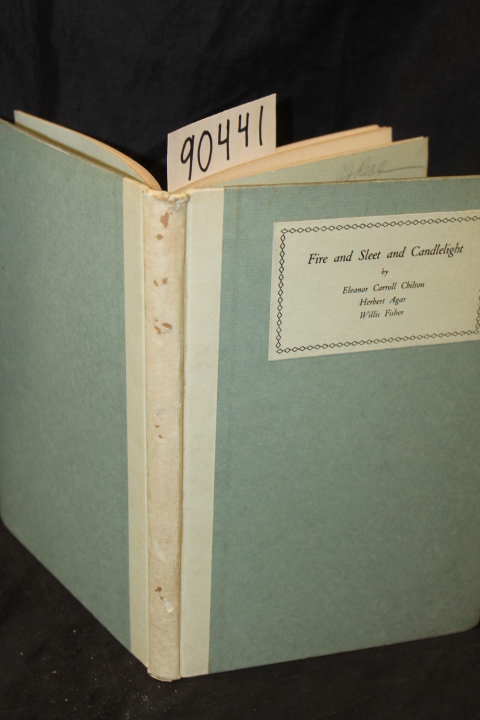 90441
Fire and Sleet and Candlelight
by
Eleanor Carroll Chilton
Herbert Agar
Willis Fisher